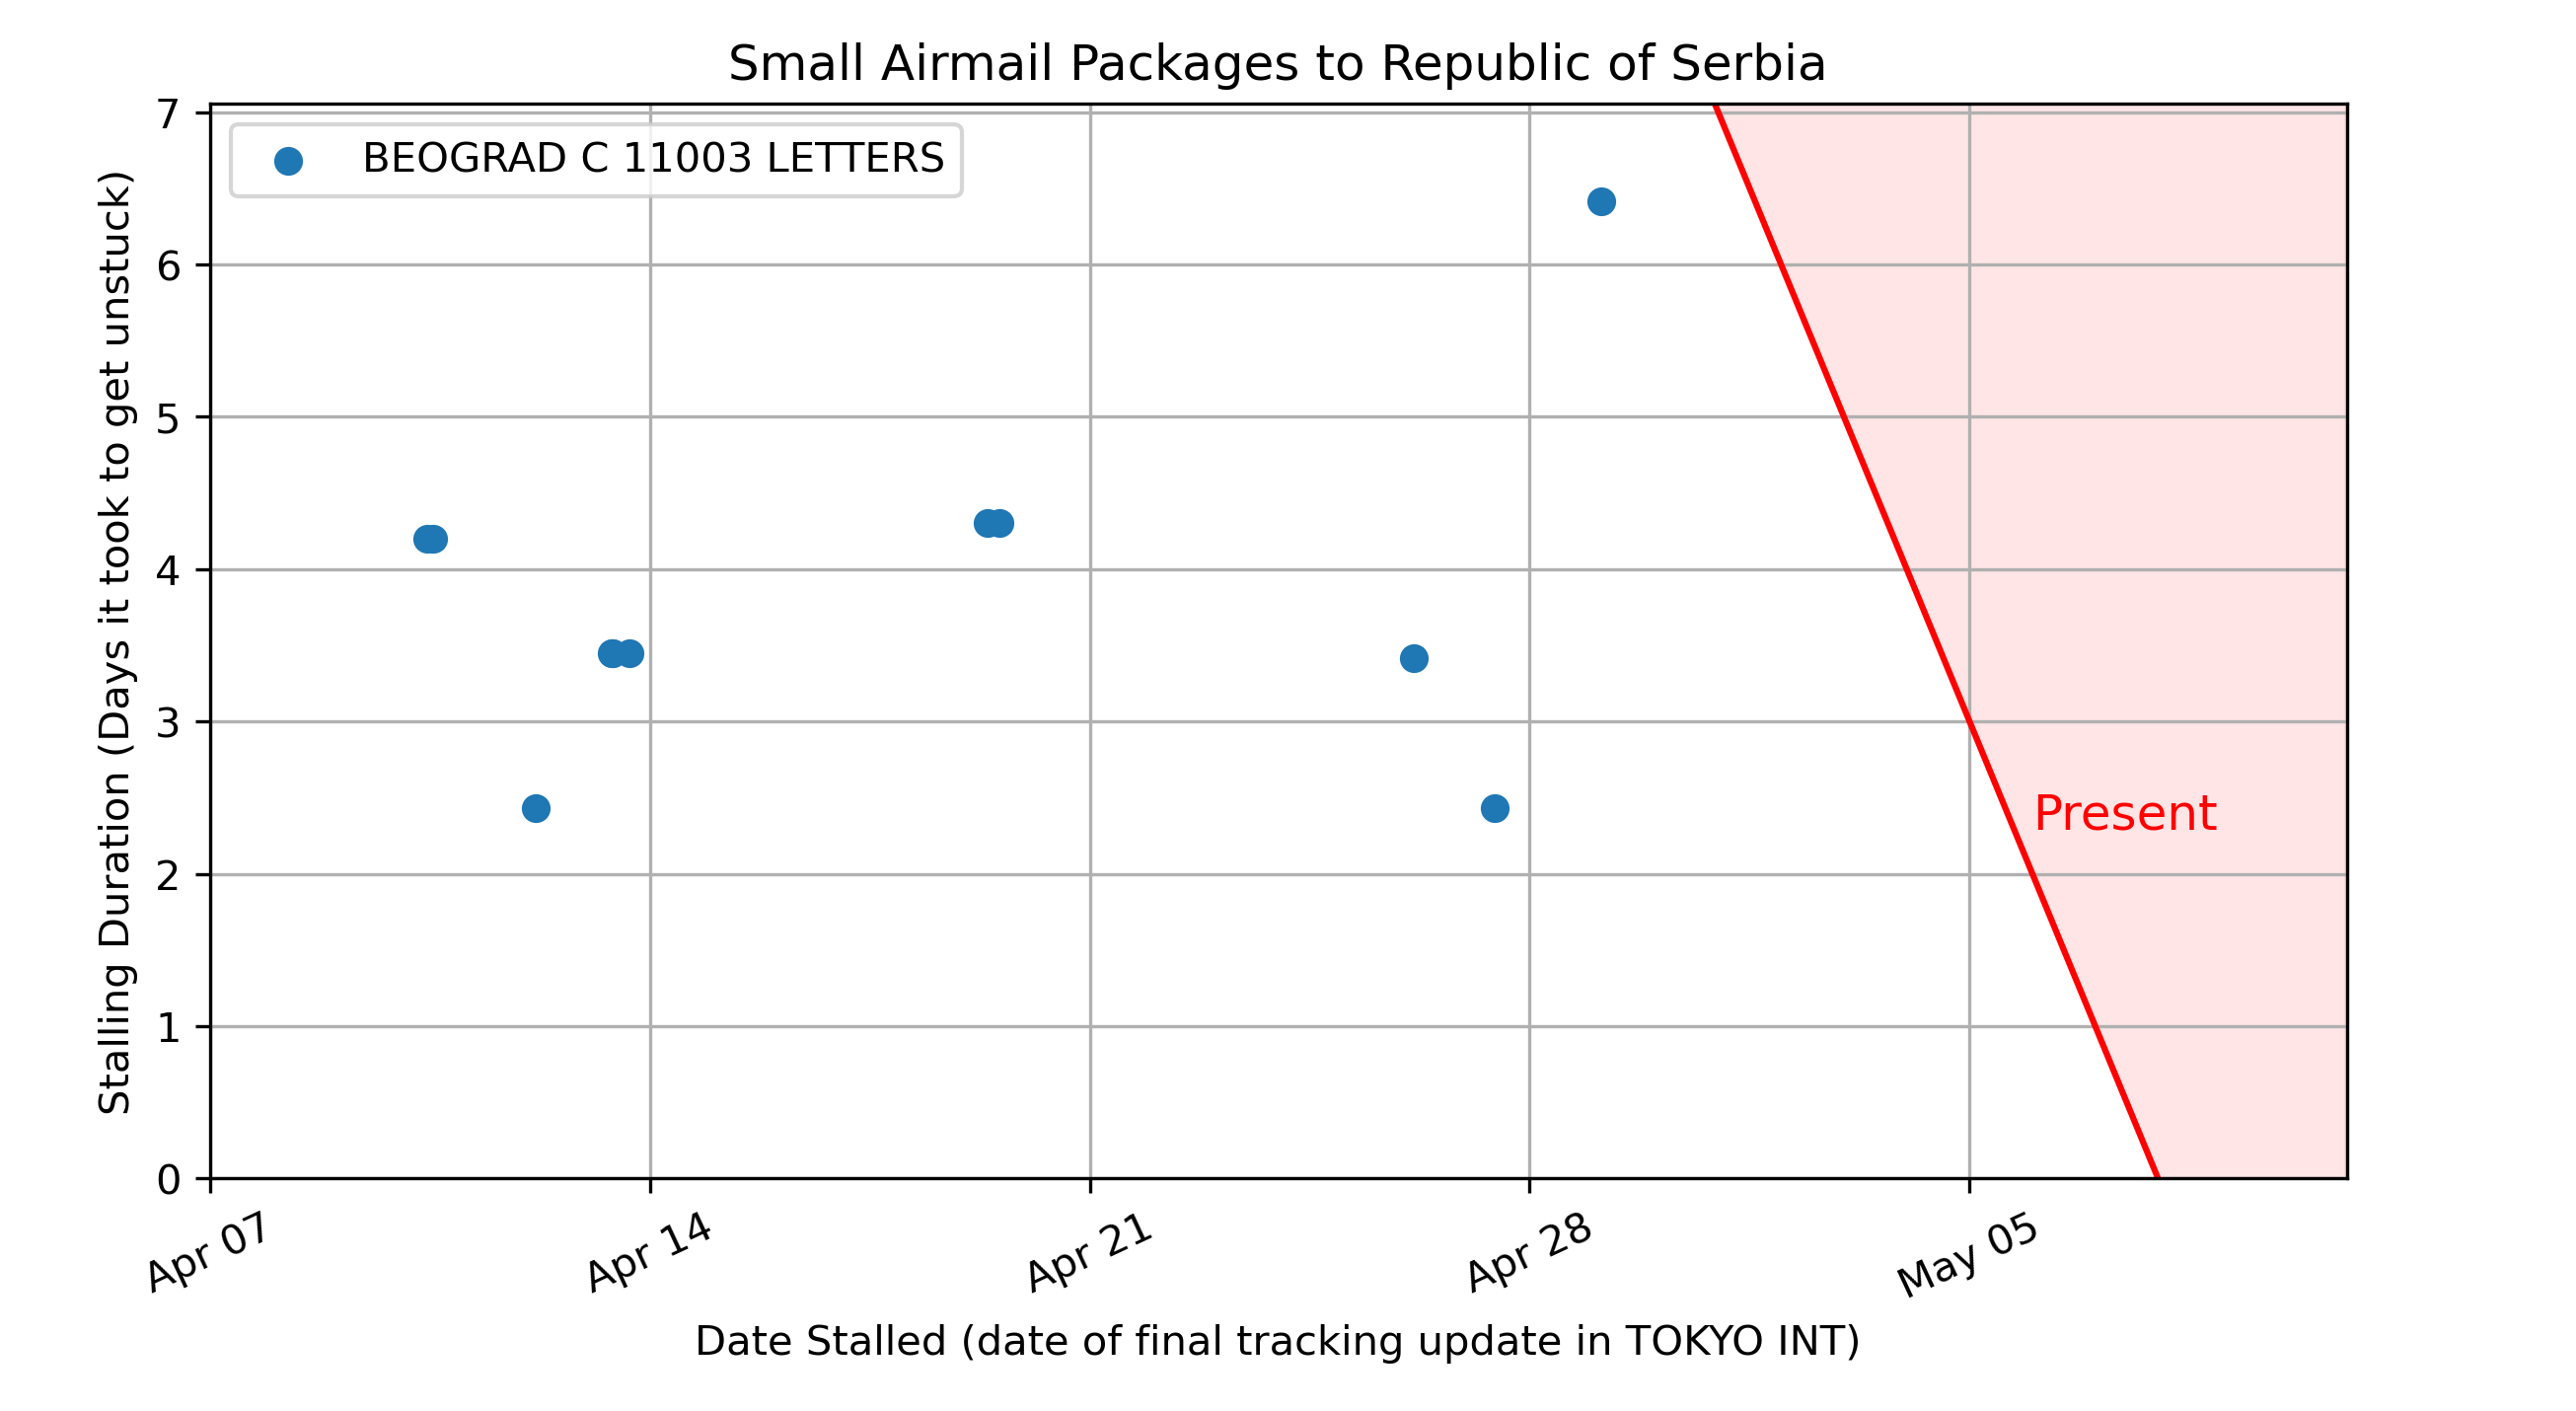 Small Airmail Packages to Republic of Serbia
BEOGRAD C 11003 LETTERS
Stalling Duration (Days it took to get unstuck)
7
6
5
4
3
2
1
0
Present
Apr 07
Apr 14
Apr 21
Apr 28
May 05
Date Stalled (date of final tracking update in TOKYO INT)